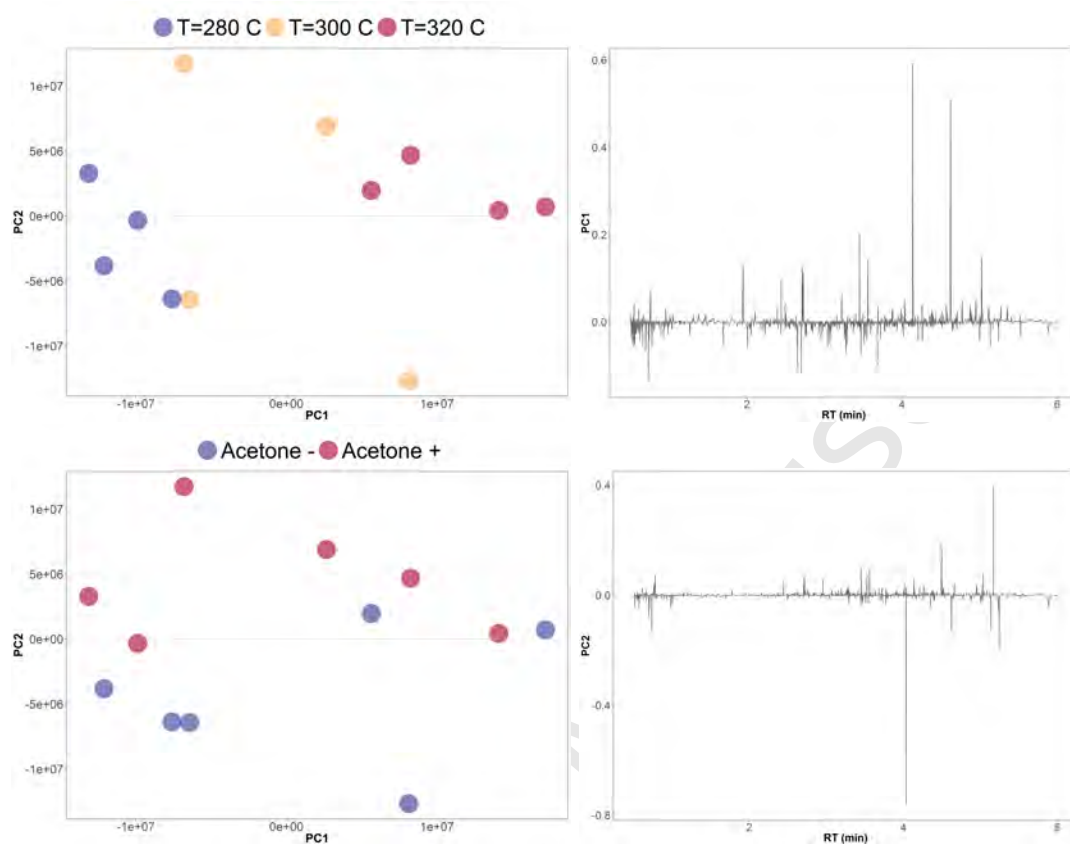 T=280 C T=300 C T=320 C
1e+07
5e+06
0e+00
-5e+06
-1e+07
PC2
-1e+07 0e+00 1e+07
PC1
0.6
0.4
0.2
0.0
PC1
2 4 6
RT (min)
Acetone - Acetone +
1e+07
5e+06
0e+00
-5e+06
-1e+07
PC2
-1e+07 0e+00 1e+07
PC1
0.4
0.0
-0.4
-0.8
PC2
2 4 6
RT (min)